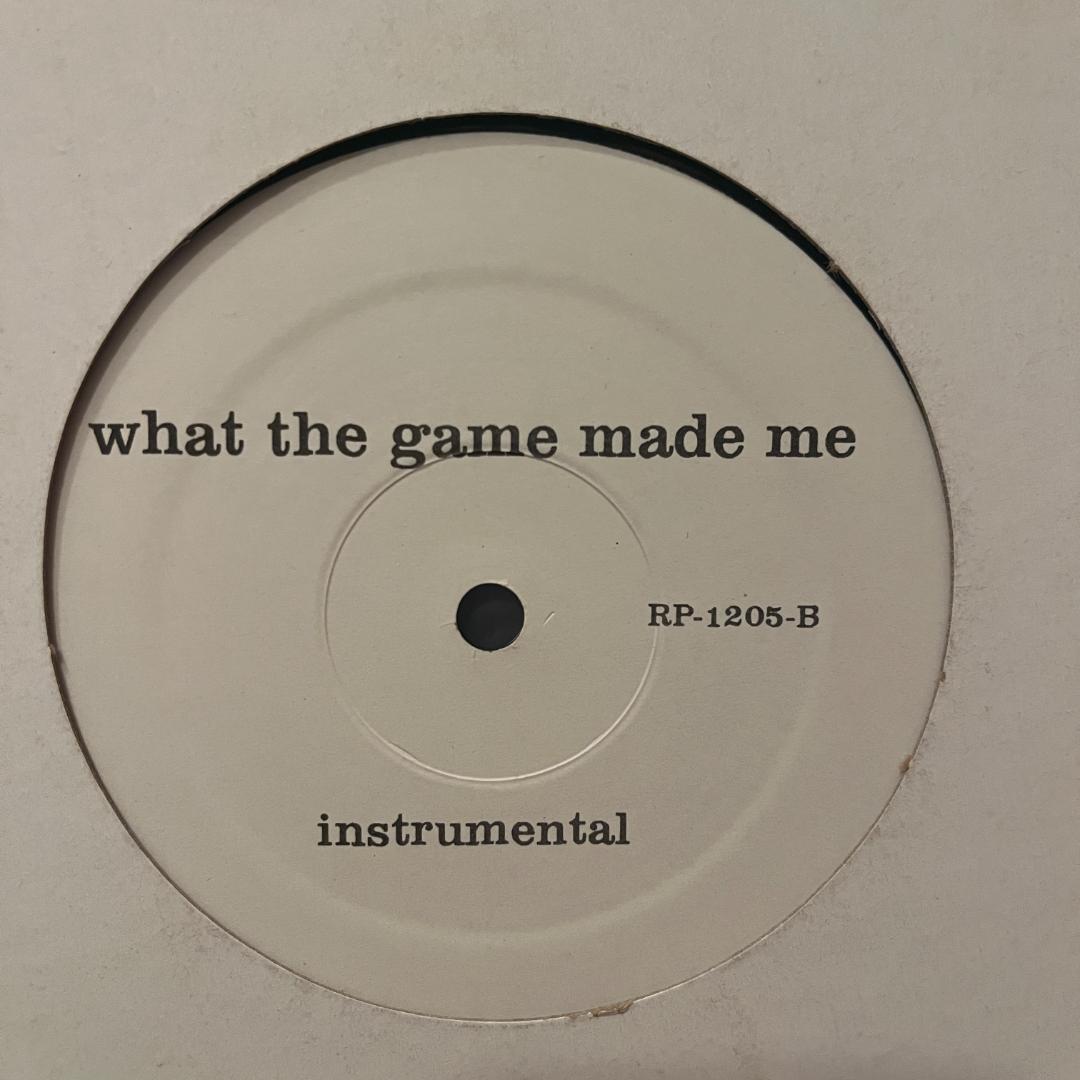 what the game made me
RP-1205-B
instrumental